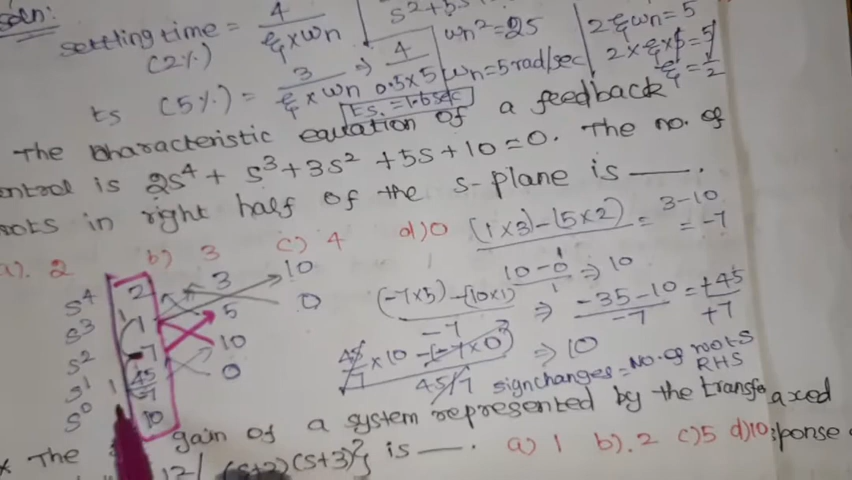 Soln:
settling time = 4 / ξ × ωn
(2%)
ts (5%) = 3 / ξ × ωn ⇒ 4 / 0.5×5
ts = 1.6 sec
ωn² = 25
ωn = 5 rad/sec
2ξωn = 5
2×ξ×5 = 5
ξ = 1/2
The characteristic equation of a feedback
control is 2s⁴ + s³ + 3s² + 5s + 10 = 0. The no. of
roots in right half of the s-plane is ___.
a). 2 b) 3 c) 4 d) 0
(1×3) - (5×2) / = 3-10
= -7
s⁴ 2 3 10
s³ 1 5 0
s² -7 10
s¹ 45/7 0
s⁰ 10
10-0 / 1 ⇒ 10
(-7×5) - (10×1) / -7 ⇒ -35-10 / -7 = +45 / +7
45/7 × 10 - (-7×0) / 45/7 ⇒ 10
sign changes = No. of roots
RHS
* The gain of a system represented by the
12/ (s+2)(s+3)} is ___. a) 1 b). 2 c) 5 d) 10